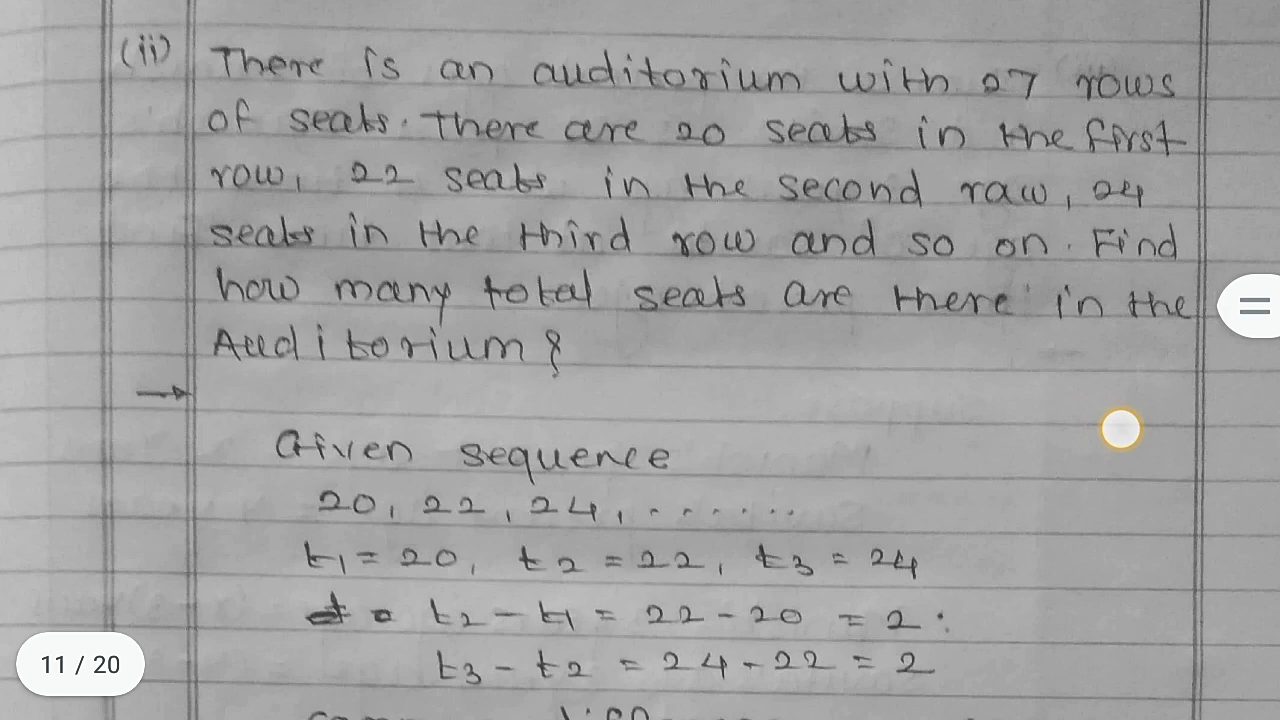 (ii) There is an auditorium with 27 rows
of seats. There are 20 seats in the first
row, 22 seats in the second raw, 24
seats in the third row and so on. Find
how many total seats are there in the
Auditorium?
Given sequence
20, 22, 24, .......
t1 = 20, t2 = 22, t3 = 24
t2 - t1 = 22 - 20 = 2
11 / 20
t3 - t2 = 24 - 22 = 2